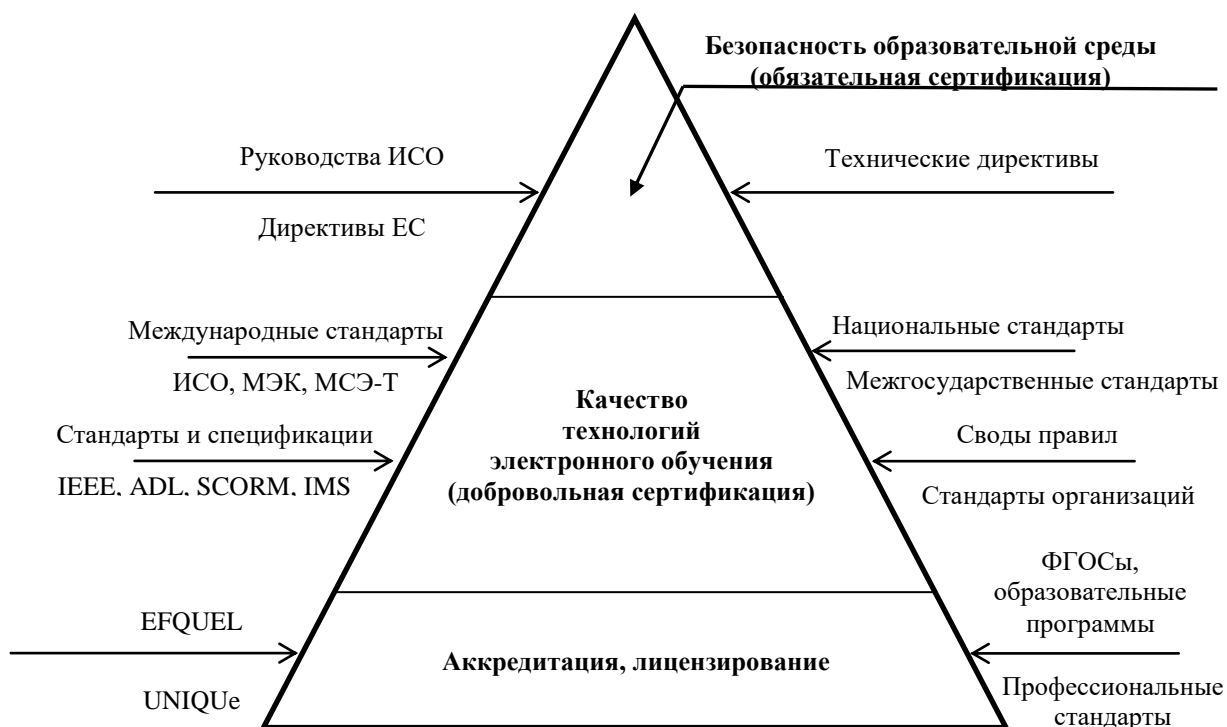 Безопасность образовательной среды
(обязательная сертификация)
Руководства ИСО
Технические директивы
Директивы ЕС
Международные стандарты
Национальные стандарты
ИСО, МЭК, МСЭ-Т
Межгосударственные стандарты
Качество
технологий
электронного обучения
(добровольная сертификация)
Стандарты и спецификации
Своды правил
IEEE, ADL, SCORM, IMS
Стандарты организаций
ФГОСы,
образовательные
программы
EFQUEL
Аккредитация, лицензирование
UNIQUe
Профессиональные
стандарты